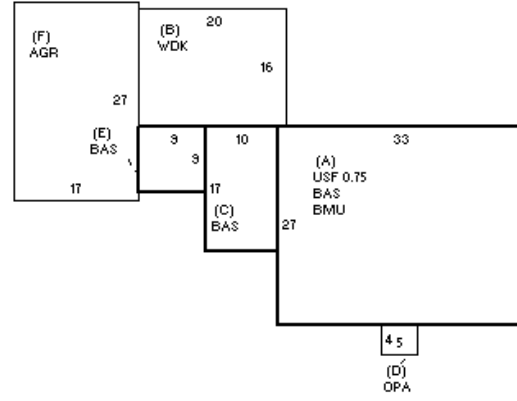 (F)
AGR
(B)
WDK
20
16
27
(E)
BAS
9
9
10
33
(A)
USF 0.75
BAS
BMU
17
17
(C)
BAS
27
4 5
(D)
OPA